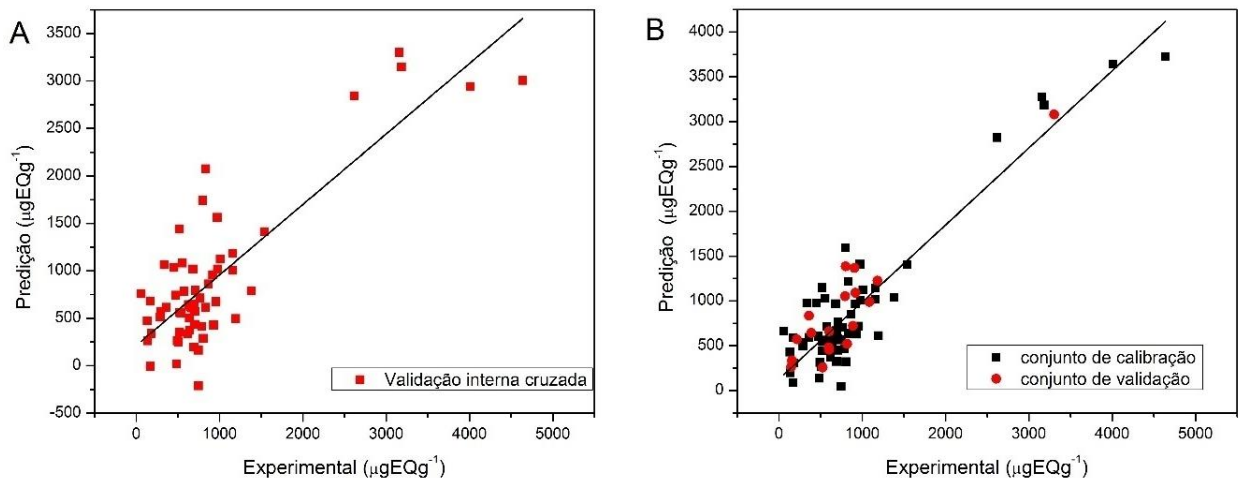 A
Predição (µgEQg-1)
3500
3000
2500
2000
1500
1000
500
0
-500
Validação interna cruzada
0 1000 2000 3000 4000 5000
Experimental (µgEQg-1)
B
Predição (µgEQg-1)
4000
3500
3000
2500
2000
1500
1000
500
0
conjunto de calibração
conjunto de validação
0 1000 2000 3000 4000 5000
Experimental (µgEQg-1)